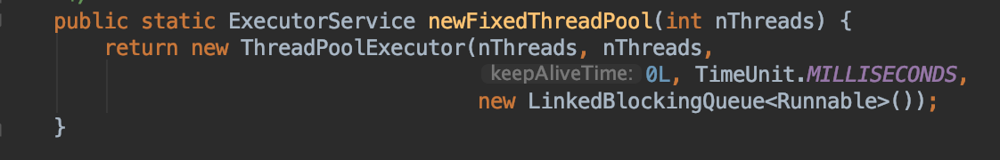 public static ExecutorService newFixedThreadPool(int nThreads) {
return new ThreadPoolExecutor(nThreads, nThreads,
keepAliveTime: 0L, TimeUnit.MILLISECONDS,
new LinkedBlockingQueue<Runnable>());
}